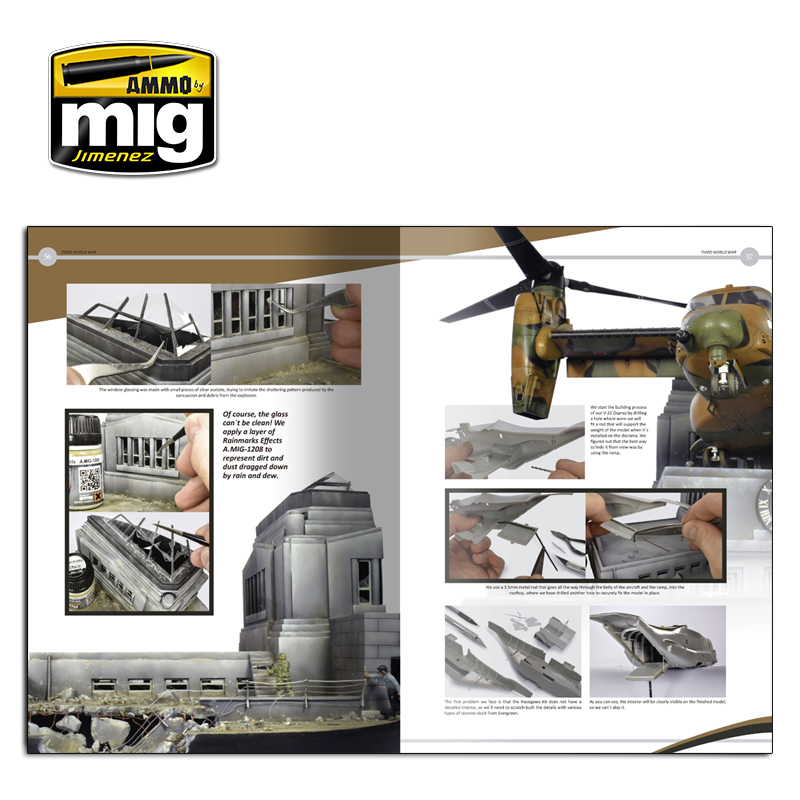 AMMO by
mig
Jimenez
56
THIRD WORLD WAR
THIRD WORLD WAR
57
The window glassing was made with small pieces of clear acetate, trying to imitate the shattering pattern produced by the
concussion and debris from the explosion.
Of course, the glass
can´t be clean! We
apply a layer of
Rainmarks Effects
A.MIG-1208 to
represent dirt and
dust dragged down
by rain and dew.
A.MIG-1208
We start the building process
of our V-22 Osprey by drilling
a hole where were we will
fit a rod that will support the
weight of the model when it´s
installed on the diorama. We
figured out that the best way
to hide it from view was by
using the ramp.
We use a 1,5mm metal rod that goes all the way through the belly of the aircraft and the ramp, into the
rooftop, where we have drilled another hole to securely fix the model in place.
The first problem we face is that the Hasegawa kit does not have a
detailed interior, so we´ll need to scratch-built the details with various
types of styrene stock from Evergreen.
As you can see, the interior will be clearly visible on the finished model,
so we can´t skip it.